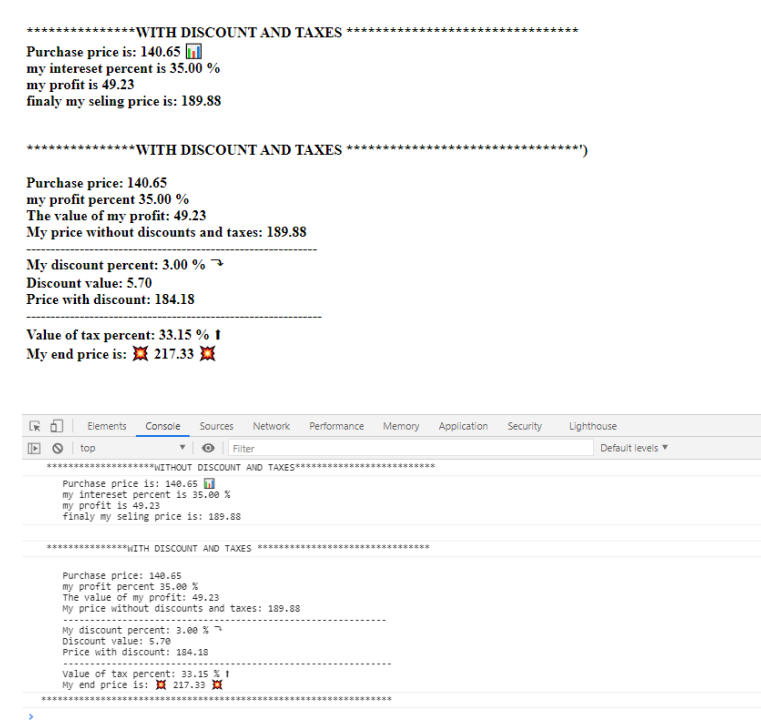 ***************WITH DISCOUNT AND TAXES ********************************
Purchase price is: 140.65 📊
my intereset percent is 35.00 %
my profit is 49.23
finaly my seling price is: 189.88
***************WITH DISCOUNT AND TAXES ********************************')
Purchase price: 140.65
my profit percent 35.00 %
The value of my profit: 49.23
My price without discounts and taxes: 189.88
------------------------------------------------------------
My discount percent: 3.00 % ⤵
Discount value: 5.70
Price with discount: 184.18
-------------------------------------------------------------
Value of tax percent: 33.15 % ⬆
My end price is: 💥 217.33 💥
Elements Console Sources Network Performance Memory Application Security Lighthouse
top ▼ Filter Default levels ▼
********************WITHOUT DISCOUNT AND TAXES**************************
Purchase price is: 140.65 📊
my intereset percent is 35.00 %
my profit is 49.23
finaly my seling price is: 189.88
***************WITH DISCOUNT AND TAXES ********************************
Purchase price: 140.65
my profit percent 35.00 %
The value of my profit: 49.23
My price without discounts and taxes: 189.88
------------------------------------------------------------
My discount percent: 3.00 % ⤵
Discount value: 5.70
Price with discount: 184.18
-------------------------------------------------------------
Value of tax percent: 33.15 % ⬆
My end price is: 💥 217.33 💥
*****************************************************************
>